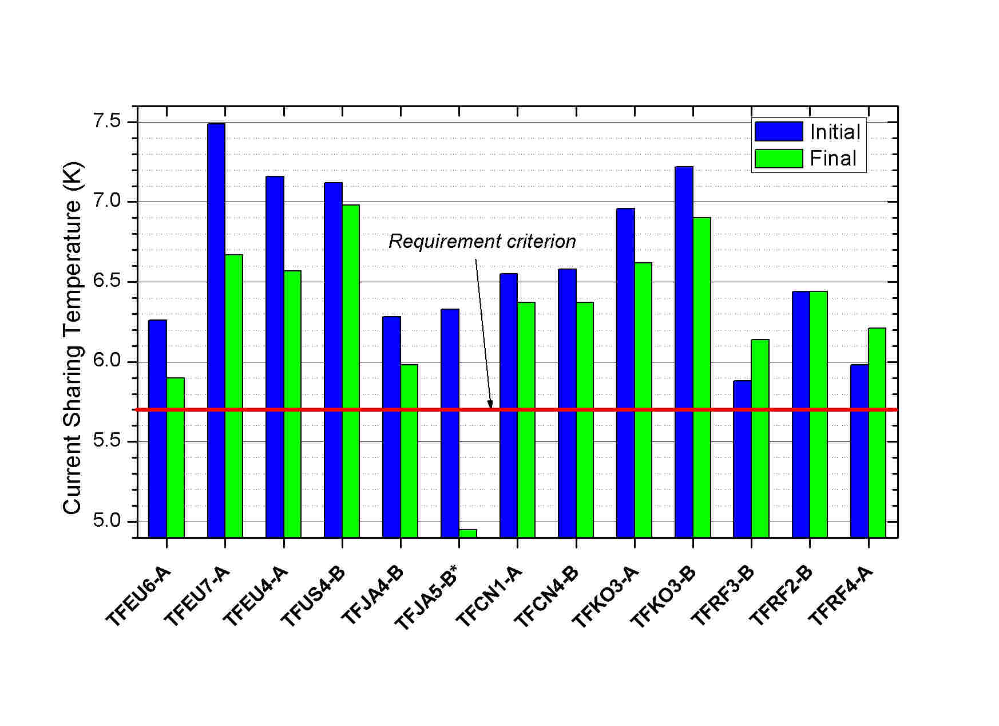 Current Sharing Temperature (K)
7.5
7.0
6.5
6.0
5.5
5.0
Initial
Final
Requirement criterion
TFEU6-A
TFEU7-A
TFEU4-A
TFUS4-B
TFJA4-B
TFJA5-B*
TFCN1-A
TFCN4-B
TFKO3-A
TFKO3-B
TFRF3-B
TFRF2-B
TFRF4-A